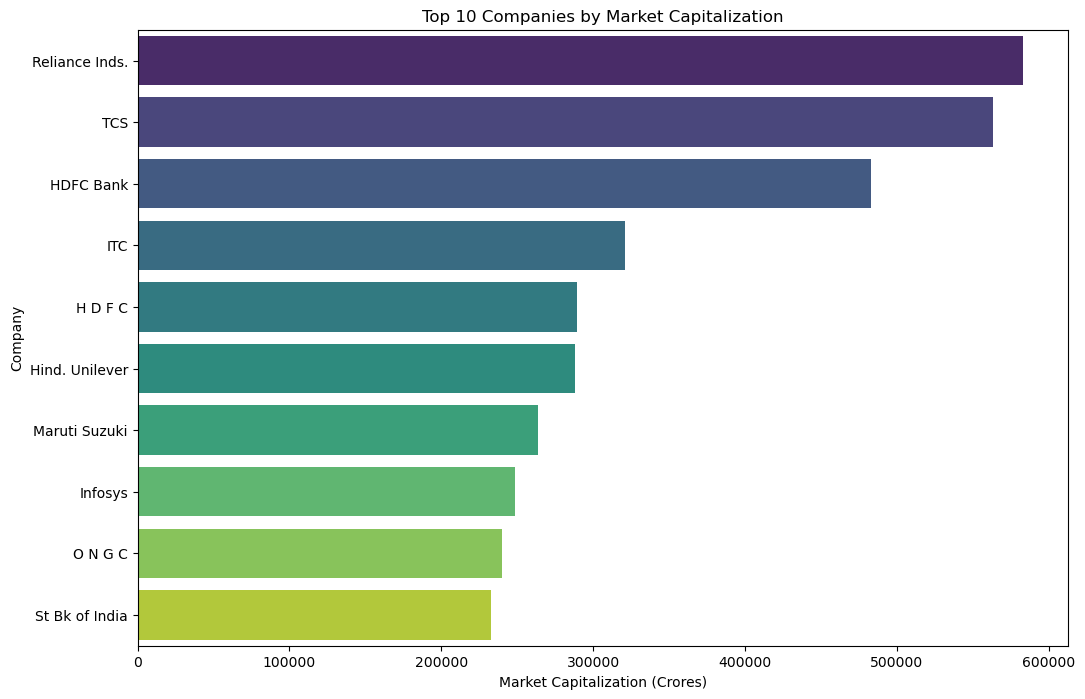 Top 10 Companies by Market Capitalization
Company
Reliance Inds.
TCS
HDFC Bank
ITC
H D F C
Hind. Unilever
Maruti Suzuki
Infosys
O N G C
St Bk of India
0 100000 200000 300000 400000 500000 600000
Market Capitalization (Crores)